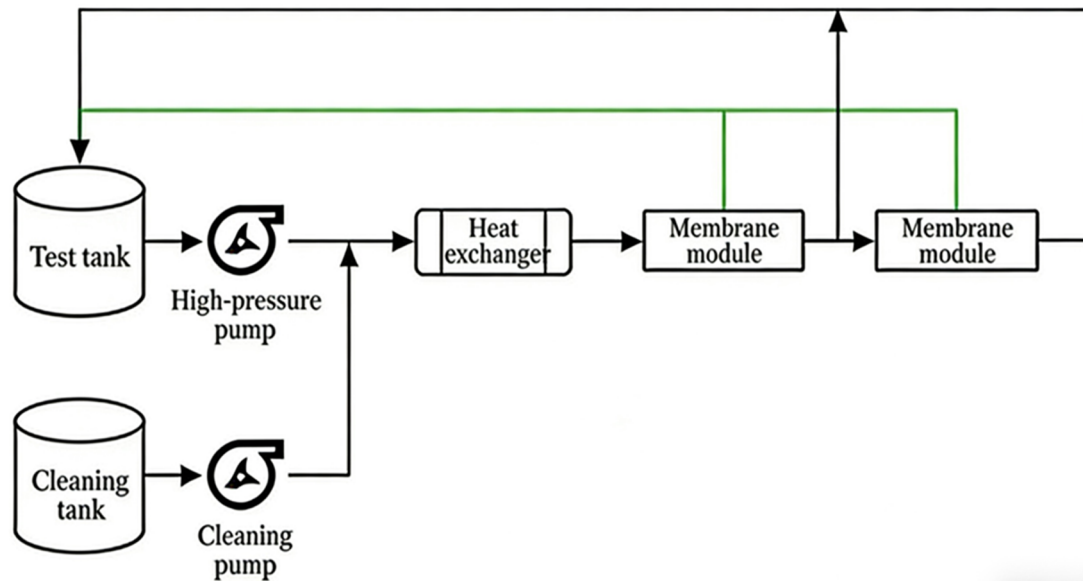 Test tank
High-pressure
pump
Heat
exchanger
Membrane
module
Membrane
module
Cleaning
tank
Cleaning
pump